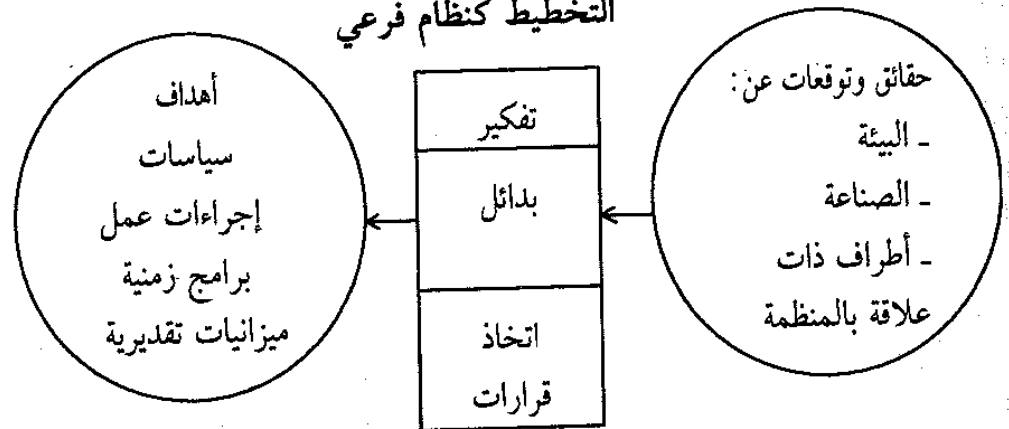 التخطيط كنظام فرعي
حقائق وتوقعات عن:
ـ البيئة
ـ الصناعة
ـ أطراف ذات
علاقة بالمنظمة
تفكير
بدائل
اتخاذ
قرارات
أهداف
سياسات
إجراءات عمل
برامج زمنية
ميزانيات تقديرية